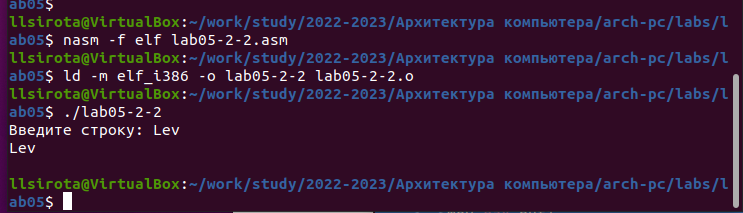 ab05$
llsirota@VirtualBox:~/work/study/2022-2023/Архитектура компьютера/arch-pc/labs/l
ab05$ nasm -f elf lab05-2-2.asm
llsirota@VirtualBox:~/work/study/2022-2023/Архитектура компьютера/arch-pc/labs/l
ab05$ ld -m elf_i386 -o lab05-2-2 lab05-2-2.o
llsirota@VirtualBox:~/work/study/2022-2023/Архитектура компьютера/arch-pc/labs/l
ab05$ ./lab05-2-2
Введите строку: Lev
Lev
llsirota@VirtualBox:~/work/study/2022-2023/Архитектура компьютера/arch-pc/labs/l
ab05$